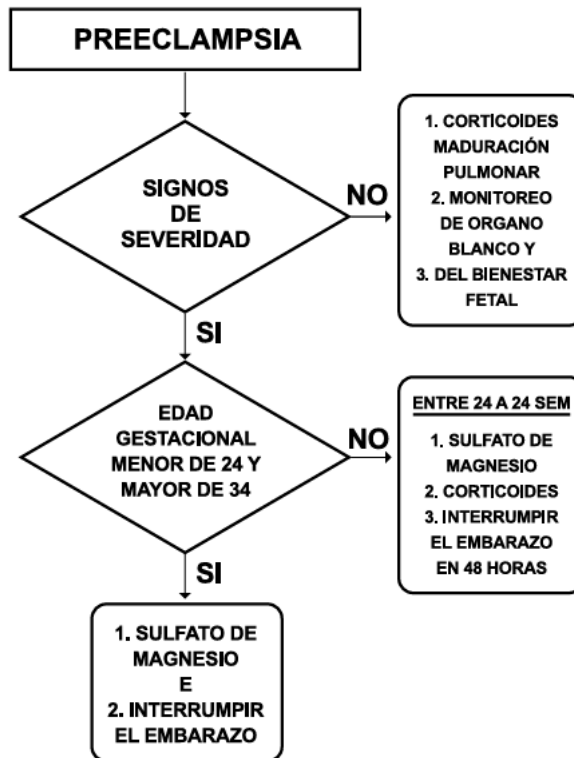 PREECLAMPSIA
SIGNOS
DE
SEVERIDAD
NO
1. CORTICOIDES
MADURACIÓN
PULMONAR
2. MONITOREO
DE ORGANO
BLANCO Y
3. DEL BIENESTAR
FETAL
SI
EDAD
GESTACIONAL
MENOR DE 24 Y
MAYOR DE 34
NO
ENTRE 24 A 24 SEM
1. SULFATO DE
MAGNESIO
2. CORTICOIDES
3. INTERRUMPIR
EL EMBARAZO
EN 48 HORAS
SI
1. SULFATO DE
MAGNESIO
E
2. INTERRUMPIR
EL EMBARAZO